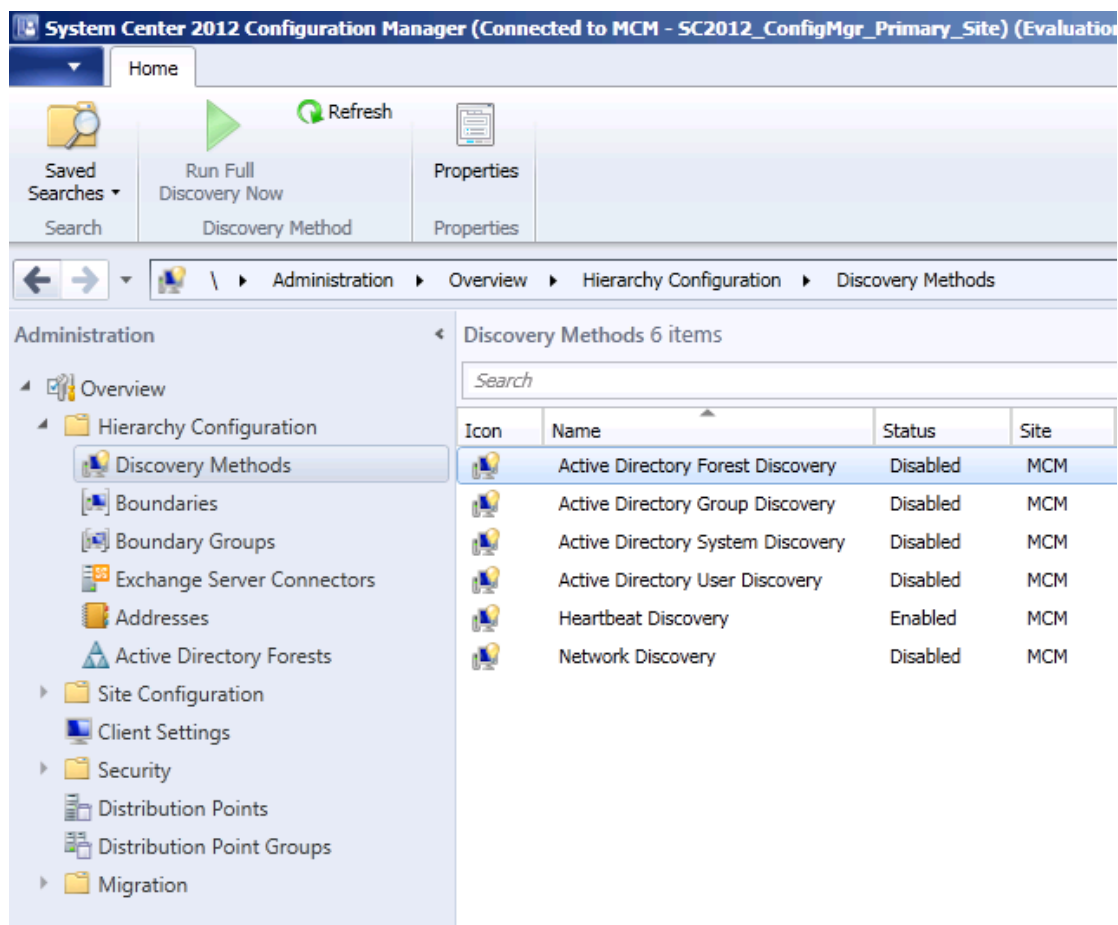 System Center 2012 Configuration Manager (Connected to MCM - SC2012_ConfigMgr_Primary_Site) (Evaluation
Home
Saved Searches
Run Full Discovery Now
Refresh
Properties
Search
Discovery Method
Properties
\ Administration Overview Hierarchy Configuration Discovery Methods
Administration
Overview
Hierarchy Configuration
Discovery Methods
Boundaries
Boundary Groups
Exchange Server Connectors
Addresses
Active Directory Forests
Site Configuration
Client Settings
Security
Distribution Points
Distribution Point Groups
Migration
Discovery Methods 6 items
Search
Icon Name Status Site
Active Directory Forest Discovery Disabled MCM
Active Directory Group Discovery Disabled MCM
Active Directory System Discovery Disabled MCM
Active Directory User Discovery Disabled MCM
Heartbeat Discovery Enabled MCM
Network Discovery Disabled MCM